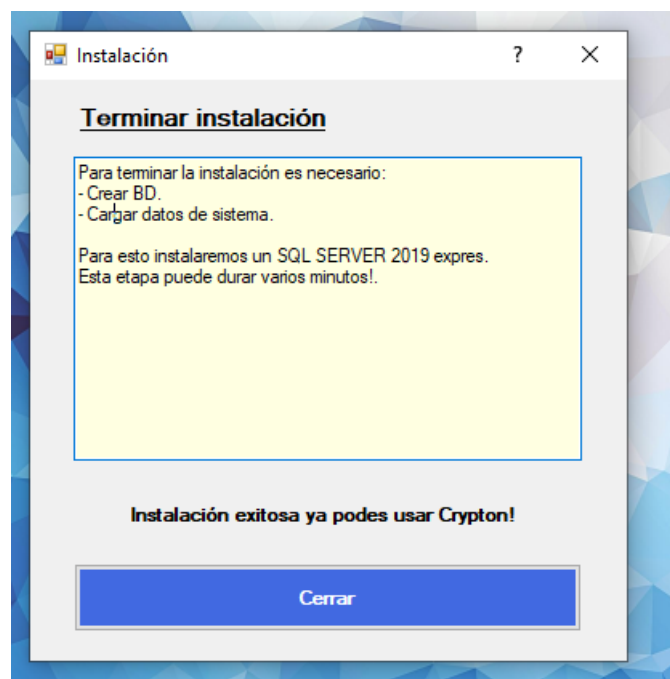 Instalación
?
Terminar instalación
Para terminar la instalación es necesario:
- Crear BD.
- Cargar datos de sistema.
Para esto instalaremos un SQL SERVER 2019 expres.
Esta etapa puede durar varios minutos!.
Instalación exitosa ya podes usar Crypton!
Cerrar